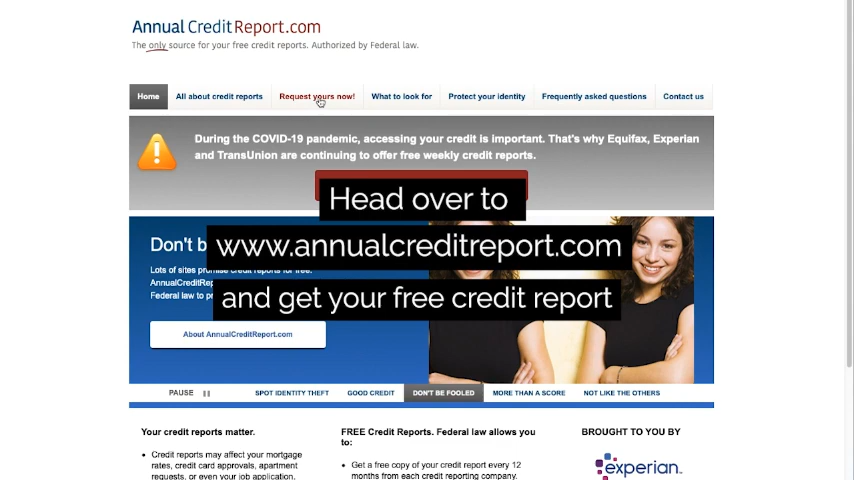 Annual CreditReport.com
The only source for your free credit reports. Authorized by Federal law.
Home All about credit reports Request yours now! What to look for Protect your identity Frequently asked questions Contact us
During the COVID-19 pandemic, accessing your credit is important. That's why Equifax, Experian
and TransUnion are continuing to offer free weekly credit reports.
Head over to
www.annualcreditreport.com
and get your free credit report
Don't b
Lots of sites promise credit reports for free.
AnnualCreditRep
Federal law to pr
About AnnualCreditReport.com
PAUSE SPOT IDENTITY THEFT GOOD CREDIT DON'T BE FOOLED MORE THAN A SCORE NOT LIKE THE OTHERS
Your credit reports matter.
• Credit reports may affect your mortgage
rates, credit card approvals, apartment
requests, or even your job application.
FREE Credit Reports. Federal law allows you
to:
• Get a free copy of your credit report every 12
months from each credit reporting company.
BROUGHT TO YOU BY
experian.